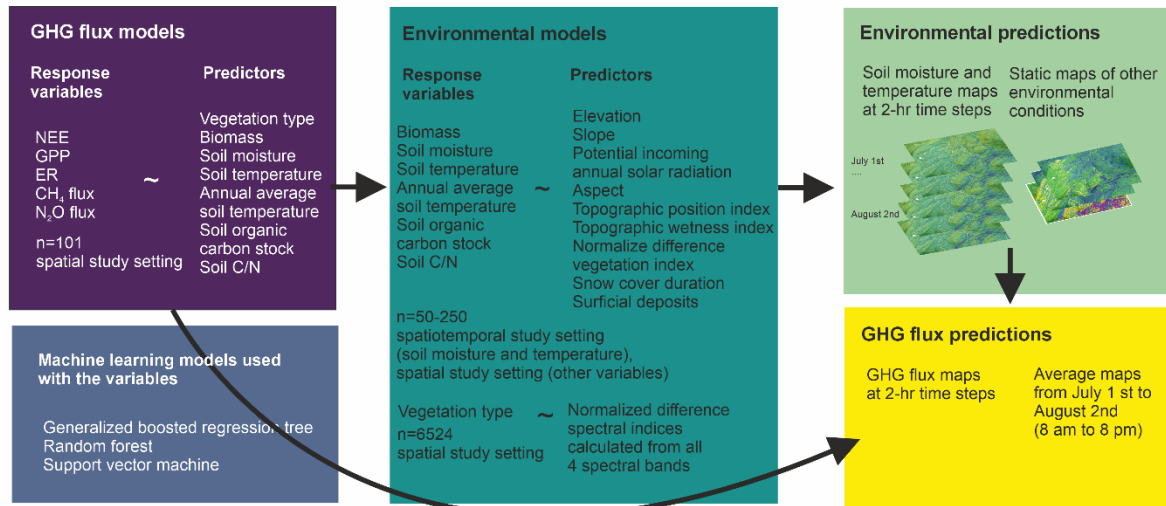 GHG flux models
Response
variables
NEE
GPP
ER
CH₄ flux
N₂O flux
n=101
spatial study setting
~
Predictors
Vegetation type
Biomass
Soil moisture
Soil temperature
Annual average
soil temperature
Soil organic
carbon stock
Soil C/N
Machine learning models used
with the variables
Generalized boosted regression tree
Random forest
Support vector machine
Environmental models
Response
variables
Biomass
Soil moisture
Soil temperature
Annual average
soil temperature
Soil organic
carbon stock
Soil C/N
~
Predictors
Elevation
Slope
Potential incoming
annual solar radiation
Aspect
Topographic position index
Topographic wetness index
Normalize difference
vegetation index
Snow cover duration
Surficial deposits
n=50-250
spatiotemporal study setting
(soil moisture and temperature),
spatial study setting (other variables)
Vegetation type
n=6524
spatial study setting
~
Normalized difference
spectral indices
calculated from all
4 spectral bands
Environmental predictions
Soil moisture and
temperature maps
at 2-hr time steps
July 1st
....
August 2nd
Static maps of other
environmental
conditions
GHG flux predictions
GHG flux maps
at 2-hr time steps
Average maps
from July 1 st to
August 2nd
(8 am to 8 pm)